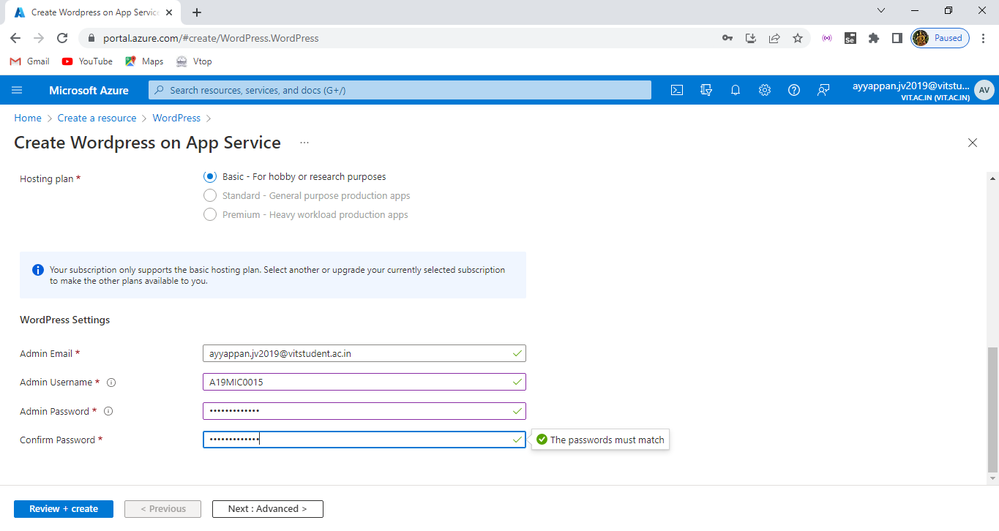 Create Wordpress on App Service
portal.azure.com/#create/WordPress.WordPress
Se
Paused
Gmail
YouTube
Maps
Vtop
Microsoft Azure
Search resources, services, and docs (G+/)
ayyappan.jv2019@vitstu...
VIT.AC.IN (VIT.AC.IN)
AV
Home > Create a resource > WordPress >
Create Wordpress on App Service ...
Hosting plan *
Basic - For hobby or research purposes
Standard - General purpose production apps
Premium - Heavy workload production apps
Your subscription only supports the basic hosting plan. Select another or upgrade your currently selected subscription
to make the other plans available to you.
WordPress Settings
Admin Email *
ayyappan.jv2019@vitstudent.ac.in
Admin Username *
A19MIC0015
Admin Password *
•••••••••••••
Confirm Password *
•••••••••••••
The passwords must match
Review + create
< Previous
Next : Advanced >